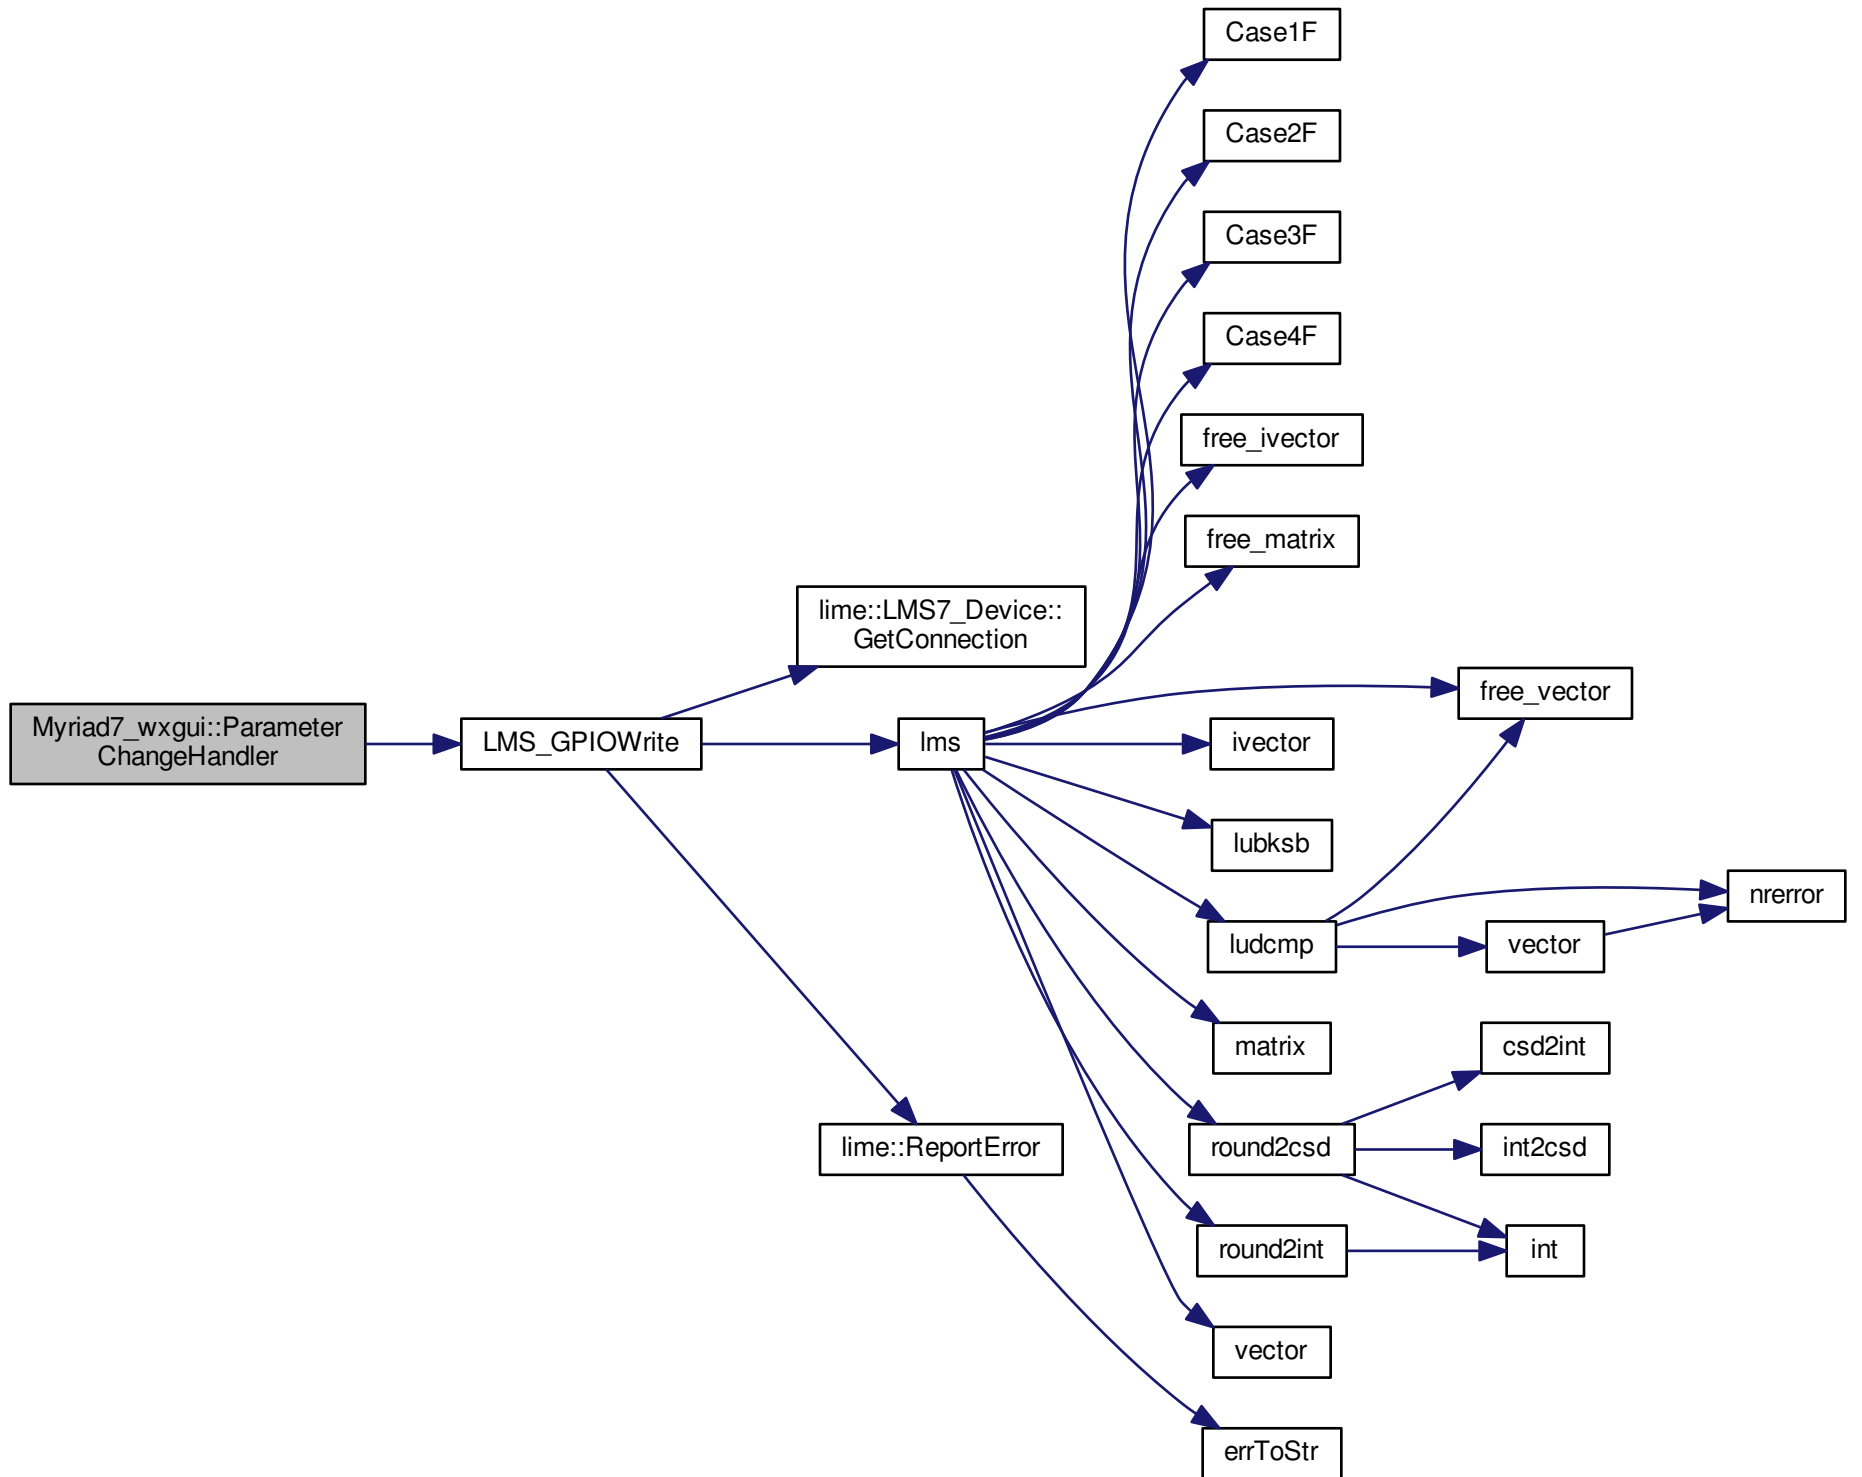 Case1F
Case2F
Case3F
Case4F
free_ivector
free_matrix
lime::LMS7_Device::
GetConnection
free_vector
Myriad7_wxgui::Parameter
ChangeHandler
LMS_GPIOWrite
lms
ivector
lubksb
nrerror
ludcmp
vector
matrix
csd2int
lime::ReportError
round2csd
int2csd
round2int
int
vector
errToStr